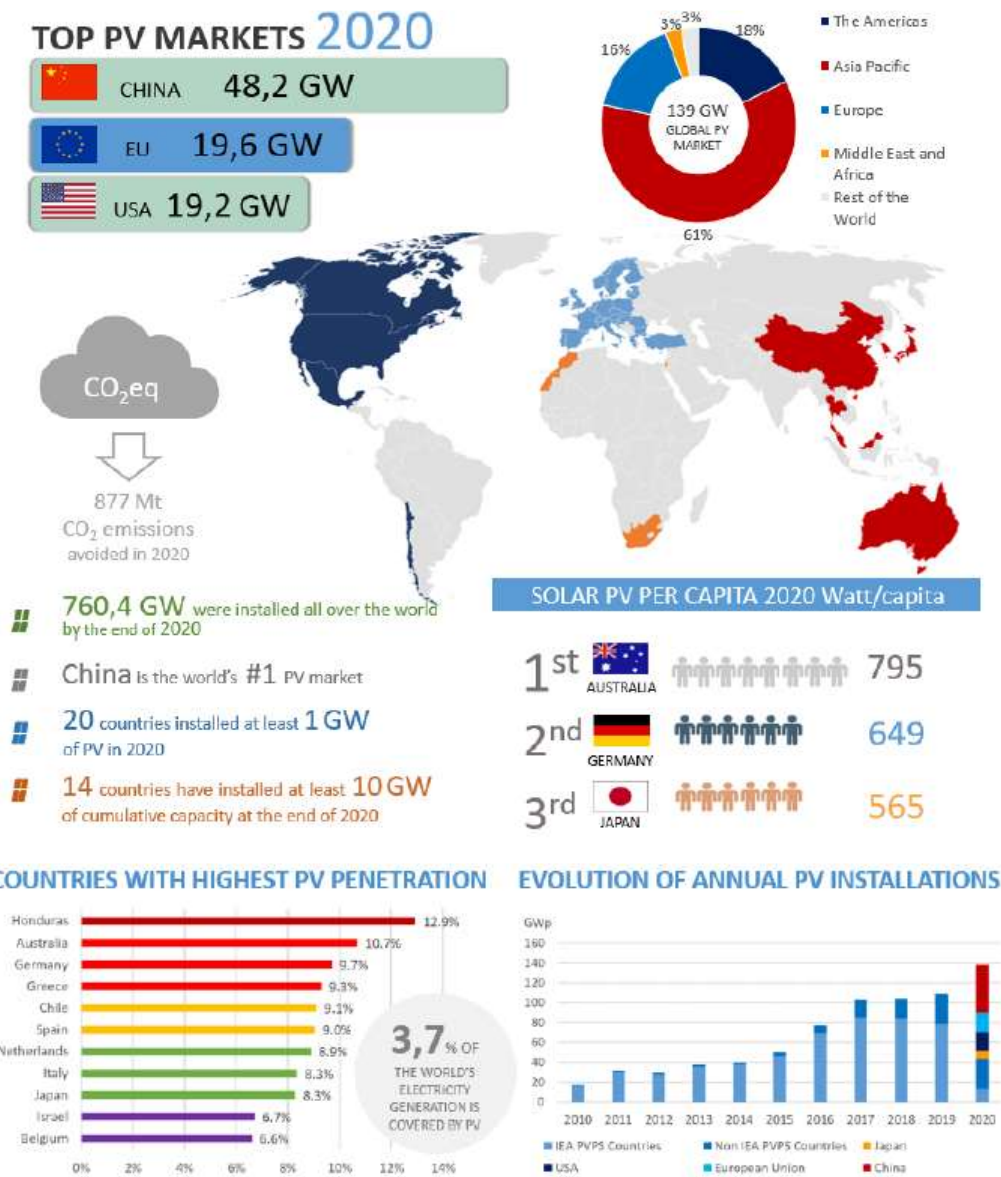 TOP PV MARKETS 2020
CHINA 48,2 GW
EU 19,6 GW
USA 19,2 GW
3%
3%
18%
16%
61%
139 GW
GLOBAL PV
MARKET
The Americas
Asia Pacific
Europe
Middle East and
Africa
Rest of the
World
CO₂eq
877 Mt
CO₂ emissions
avoided in 2020
760,4 GW were installed all over the world
by the end of 2020
China is the world's #1 PV market
20 countries installed at least 1 GW
of PV in 2020
14 countries have installed at least 10 GW
of cumulative capacity at the end of 2020
SOLAR PV PER CAPITA 2020 Watt/capita
1st AUSTRALIA 795
2nd GERMANY 649
3rd JAPAN 565
COUNTRIES WITH HIGHEST PV PENETRATION
Honduras 12.9%
Australia 10.7%
Germany 9.7%
Greece 9.3%
Chile 9.1%
Spain 9.0%
Netherlands 8.9%
Italy 8.3%
Japan 8.3%
Israel 6.7%
Belgium 6.6%
0% 2% 4% 6% 8% 10% 12% 14%
3,7 % OF
THE WORLD'S
ELECTRICITY
GENERATION IS
COVERED BY PV
EVOLUTION OF ANNUAL PV INSTALLATIONS
GWp
160
140
120
100
80
60
40
20
0
2010 2011 2012 2013 2014 2015 2016 2017 2018 2019 2020
IEA PVPS Countries Non IEA PVPS Countries Japan
USA European Union China